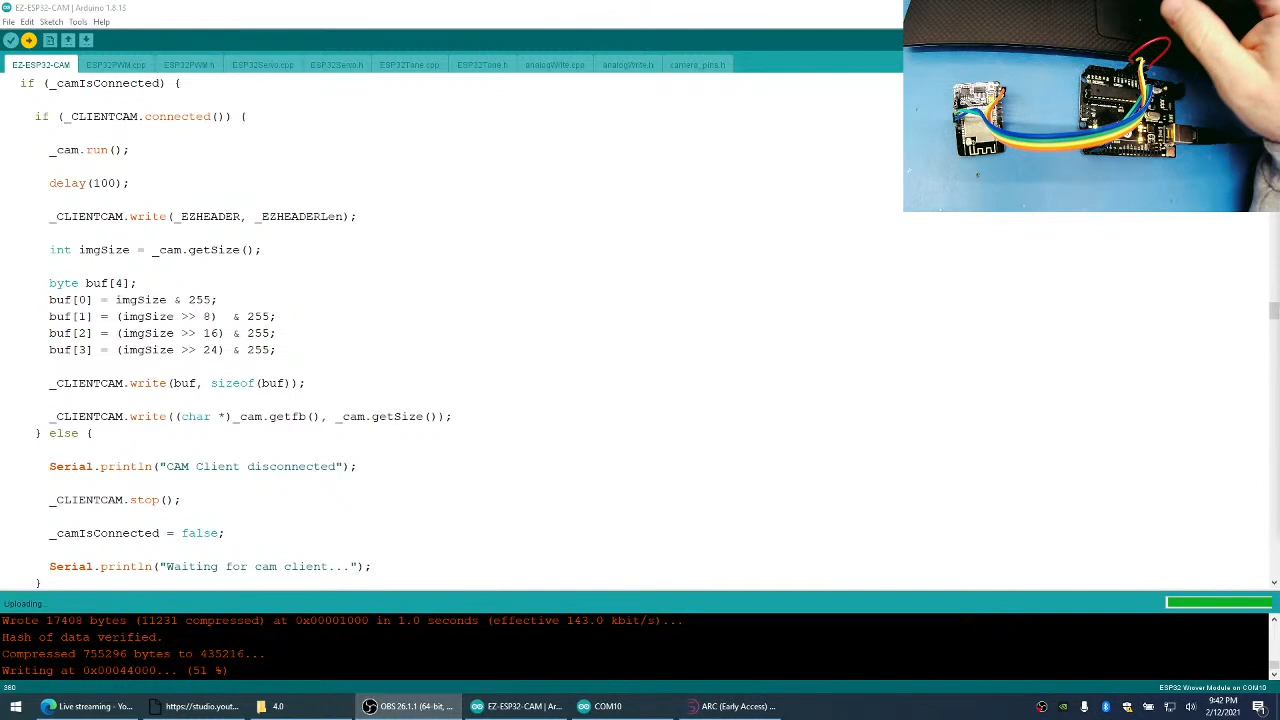 EZ-ESP32-CAM | Arduino 1.8.13
File Edit Sketch Tools Help
EZ-ESP32-CAM ESP32PWM.cpp ESP32PWM.h ESP32Servo.cpp ESP32Servo.h ESP32Tone.cpp ESP32Tone.h analogWrite.cpp analogWrite.h camera_pins.h
if (_camIsConnected) {
if (_CLIENTCAM.connected()) {
_cam.run();
delay(100);
_CLIENTCAM.write(_EZHEADER, _EZHEADERLen);
int imgSize = _cam.getSize();
byte buf[4];
buf[0] = imgSize & 255;
buf[1] = (imgSize >> 8) & 255;
buf[2] = (imgSize >> 16) & 255;
buf[3] = (imgSize >> 24) & 255;
_CLIENTCAM.write(buf, sizeof(buf));
_CLIENTCAM.write((char *)_cam.getfb(), _cam.getSize());
} else {
Serial.println("CAM Client disconnected");
_CLIENTCAM.stop();
_camIsConnected = false;
Serial.println("Waiting for cam client...");
}
Uploading...
Wrote 17408 bytes (11231 compressed) at 0x00001000 in 1.0 seconds (effective 143.0 kbit/s)...
Hash of data verified.
Compressed 755296 bytes to 435216...
Writing at 0x00044000... (51 %)
380 ESP32 Wrover Module on COM10
Live streaming - Yo... https://studio.yout... 4.0 OBS 26.1.1 (64-bit, ... EZ-ESP32-CAM | Ar... COM10 ARC (Early Access) ... 9:42 PM
2/12/2021